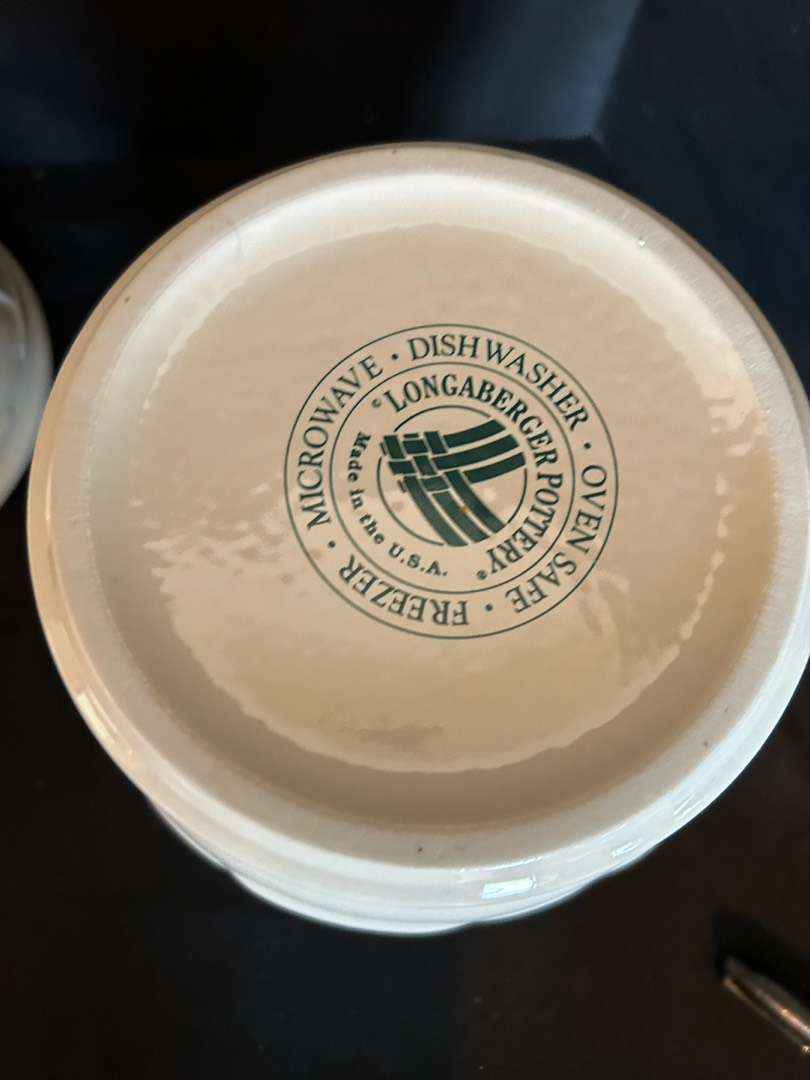 MICROWAVE · DISHWASHER · OVEN SAFE · FREEZER ·
©LONGABERGER POTTERY®
Made in the U.S.A.